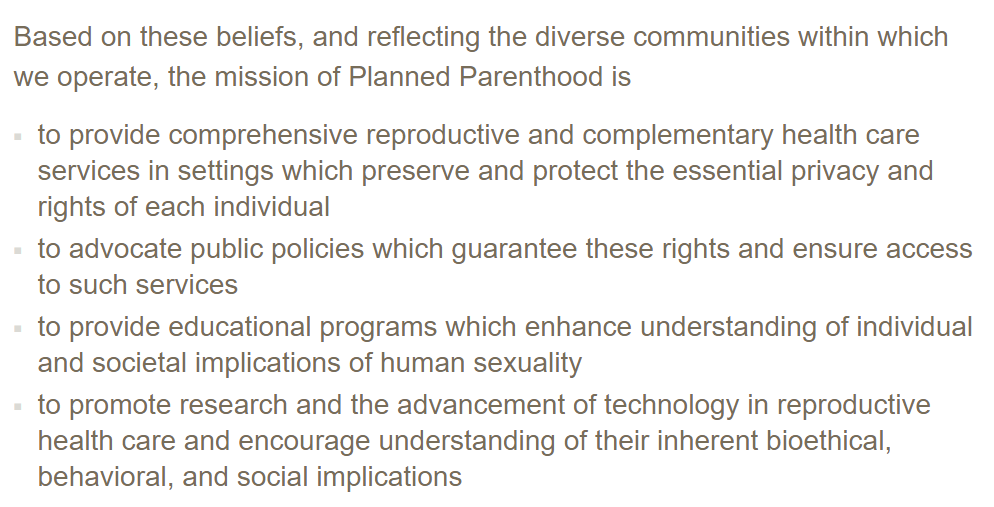 Based on these beliefs, and reflecting the diverse communities within which
we operate, the mission of Planned Parenthood is
▪ to provide comprehensive reproductive and complementary health care
services in settings which preserve and protect the essential privacy and
rights of each individual
▪ to advocate public policies which guarantee these rights and ensure access
to such services
▪ to provide educational programs which enhance understanding of individual
and societal implications of human sexuality
▪ to promote research and the advancement of technology in reproductive
health care and encourage understanding of their inherent bioethical,
behavioral, and social implications